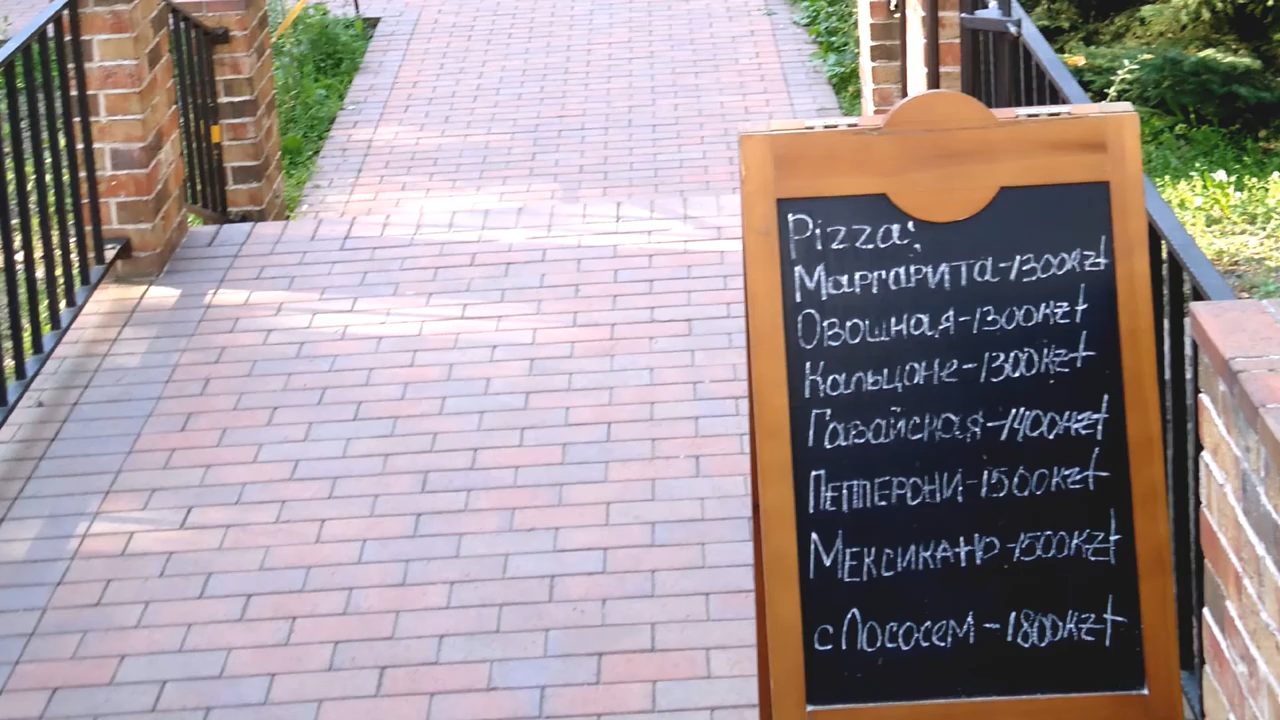 Pizza:
Маргарита-1300kzt
Овощная-1300kzt
Кальцоне-1300kzt
Гавайская-1400kzt
Пепперони-1500kzt
Мексикано-1500kzt
с Лососем-1800kzt